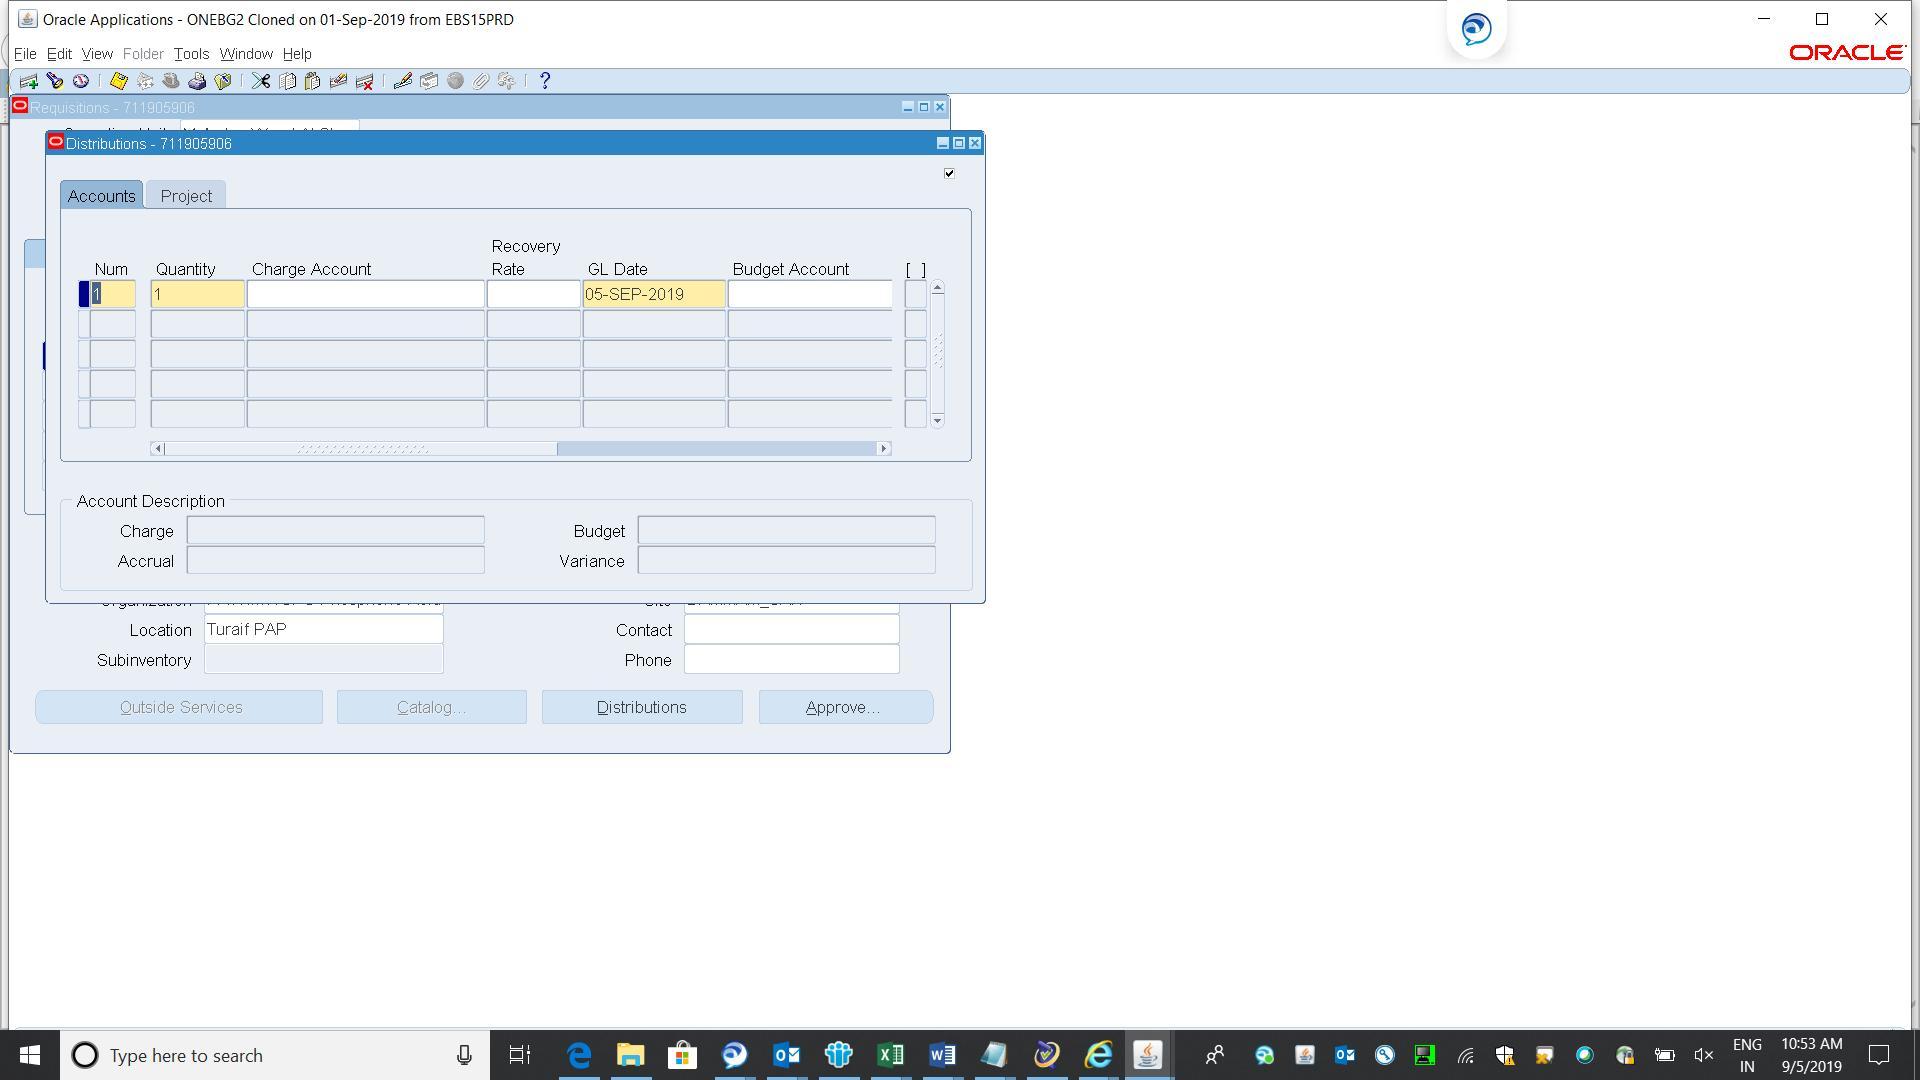 Oracle Applications - ONEBG2 Cloned on 01-Sep-2019 from EBS15PRD
File Edit View Folder Tools Window Help
ORACLE
Requisitions - 711905906
Distributions - 711905906
Accounts Project
Recovery
Num Quantity Charge Account Rate GL Date Budget Account [ ]
1 1 05-SEP-2019
Account Description
Charge Budget
Accrual Variance
Location Turaif PAP Contact
Subinventory Phone
Outside Services Catalog... Distributions Approve...
Type here to search
ENG 10:53 AM
IN 9/5/2019